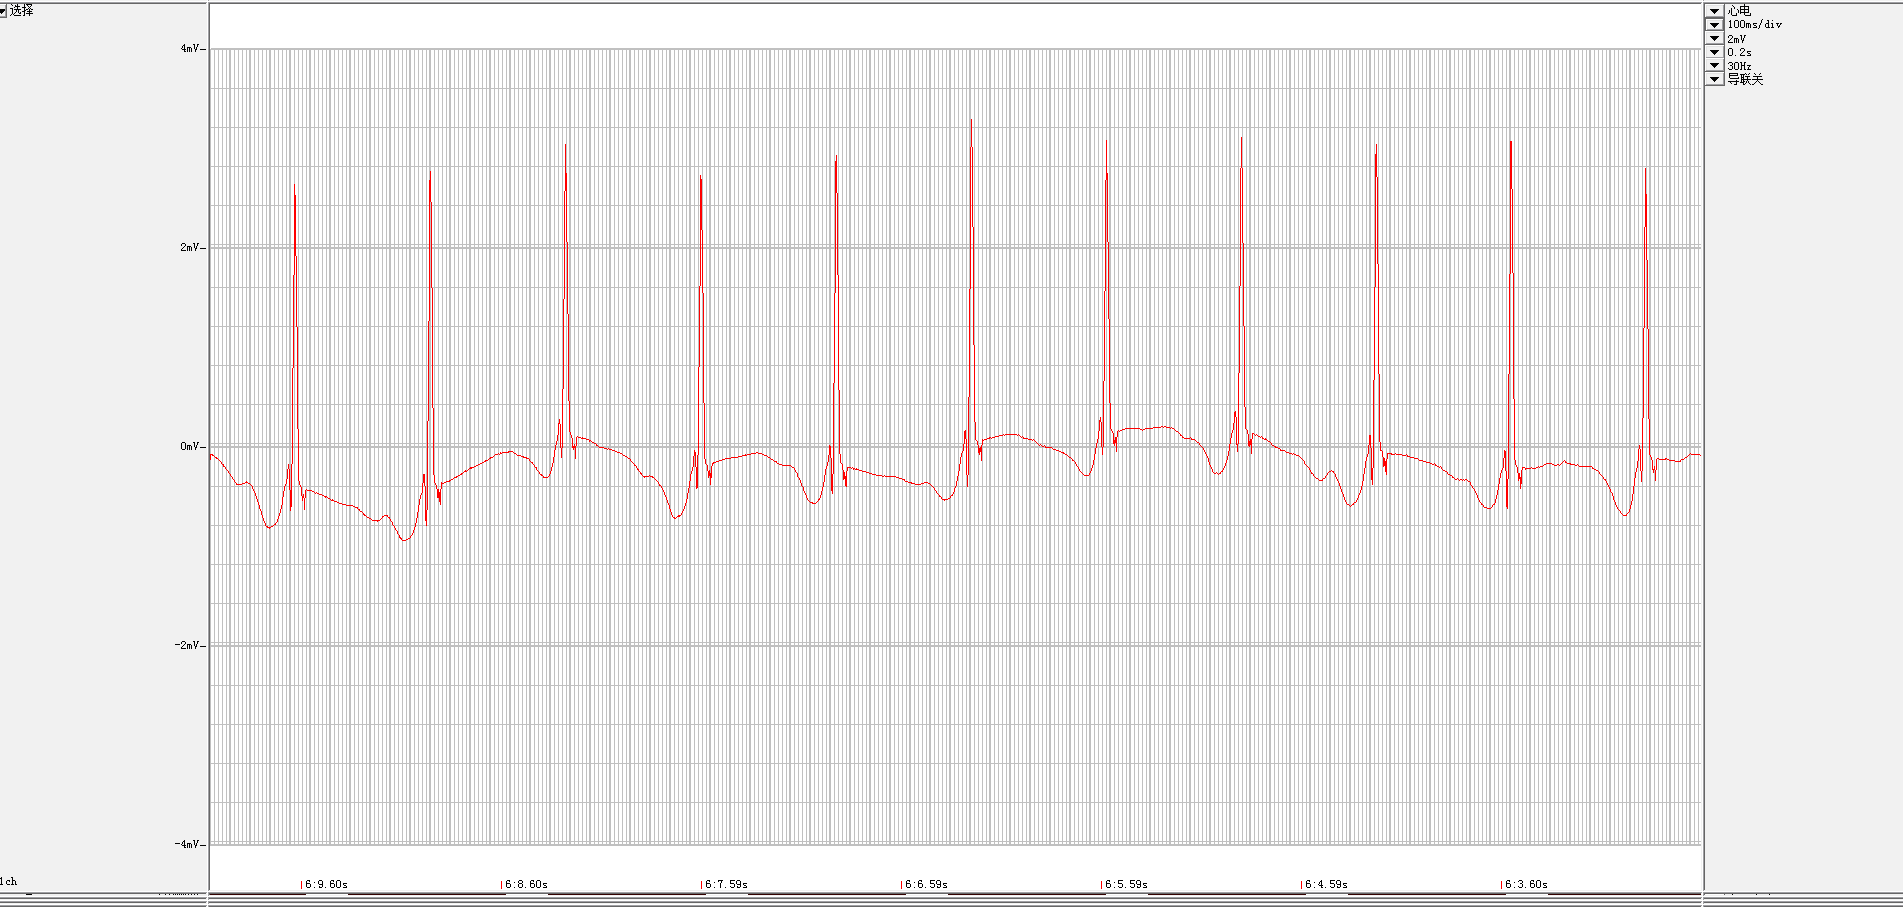 选择
心电
100ms/div
2mV
0.2s
30Hz
导联关
4mV
2mV
0mV
-2mV
-4mV
1ch
6:9.60s 6:8.60s 6:7.59s 6:6.59s 6:5.59s 6:4.59s 6:3.60s